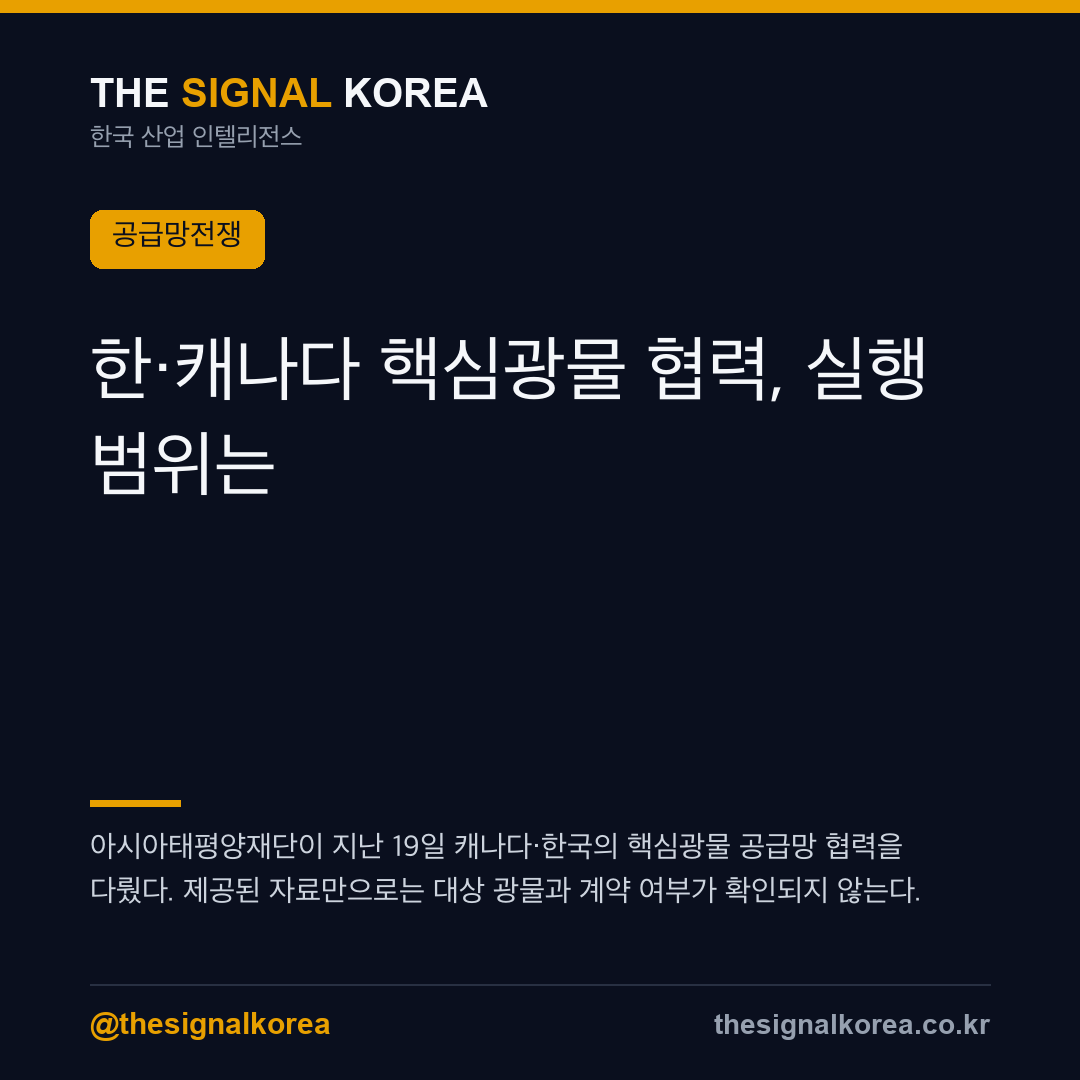 THE SIGNAL KOREA
한국 산업 인텔리전스
공급망전쟁
한·캐나다 핵심광물 협력, 실행
범위는
아시아태평양재단이 지난 19일 캐나다·한국의 핵심광물 공급망 협력을
다뤘다. 제공된 자료만으로는 대상 광물과 계약 여부가 확인되지 않는다.
@thesignalkorea
thesignalkorea.co.kr